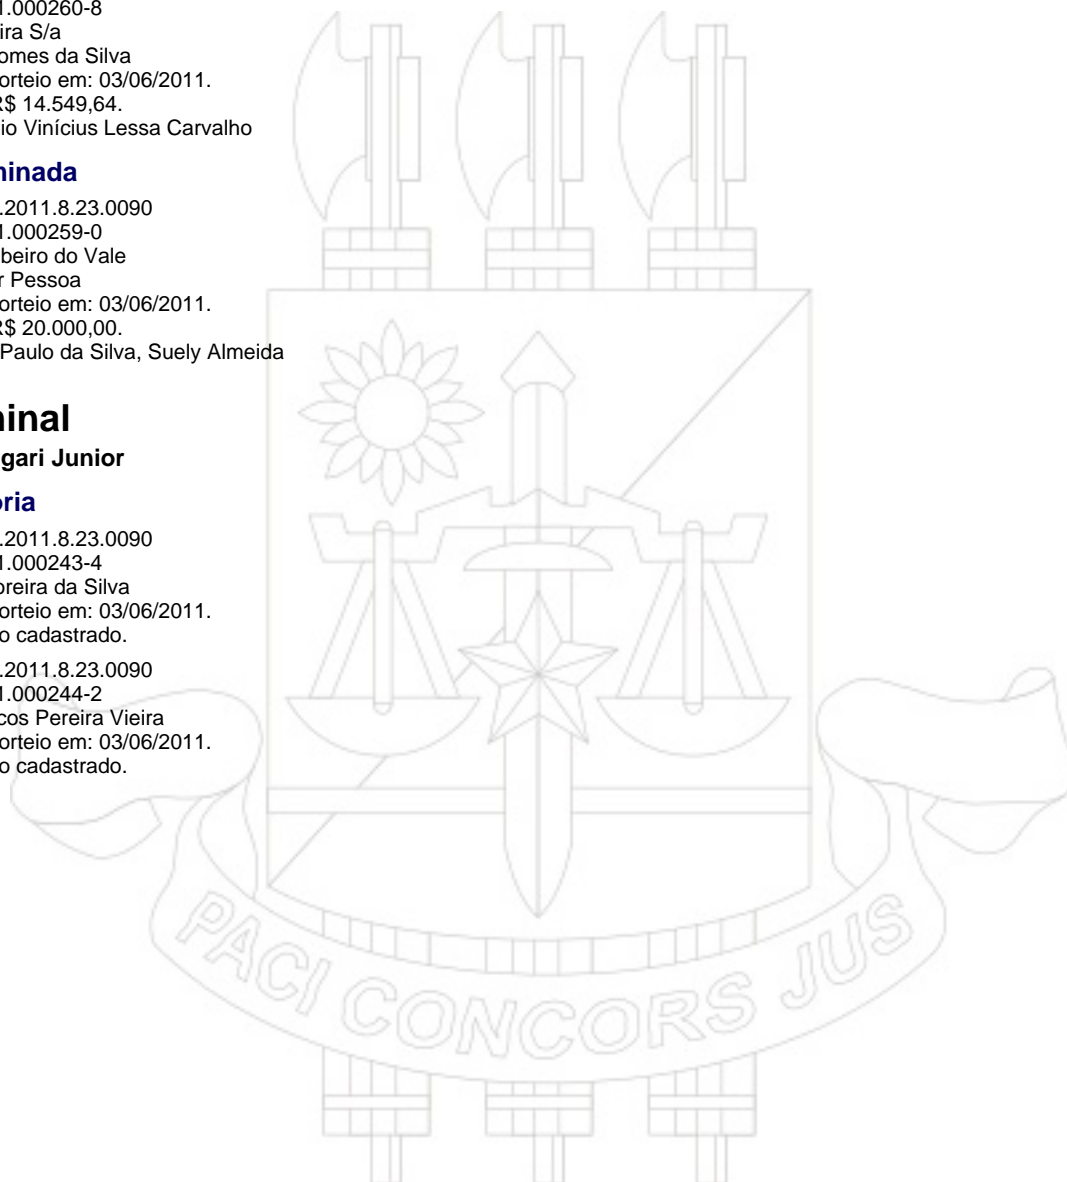 1.000260-8
ira S/a
omes da Silva
orteio em: 03/06/2011.
R$ 14.549,64.
io Vinícius Lessa Carvalho
ninada
.2011.8.23.0090
1.000259-0
beiro do Vale
r Pessoa
orteio em: 03/06/2011.
R$ 20.000,00.
Paulo da Silva, Suely Almeida
ninal
gari Junior
oria
.2011.8.23.0090
1.000243-4
oreira da Silva
orteio em: 03/06/2011.
o cadastrado.
.2011.8.23.0090
1.000244-2
cos Pereira Vieira
orteio em: 03/06/2011.
o cadastrado.
PACI CONCORS JUS